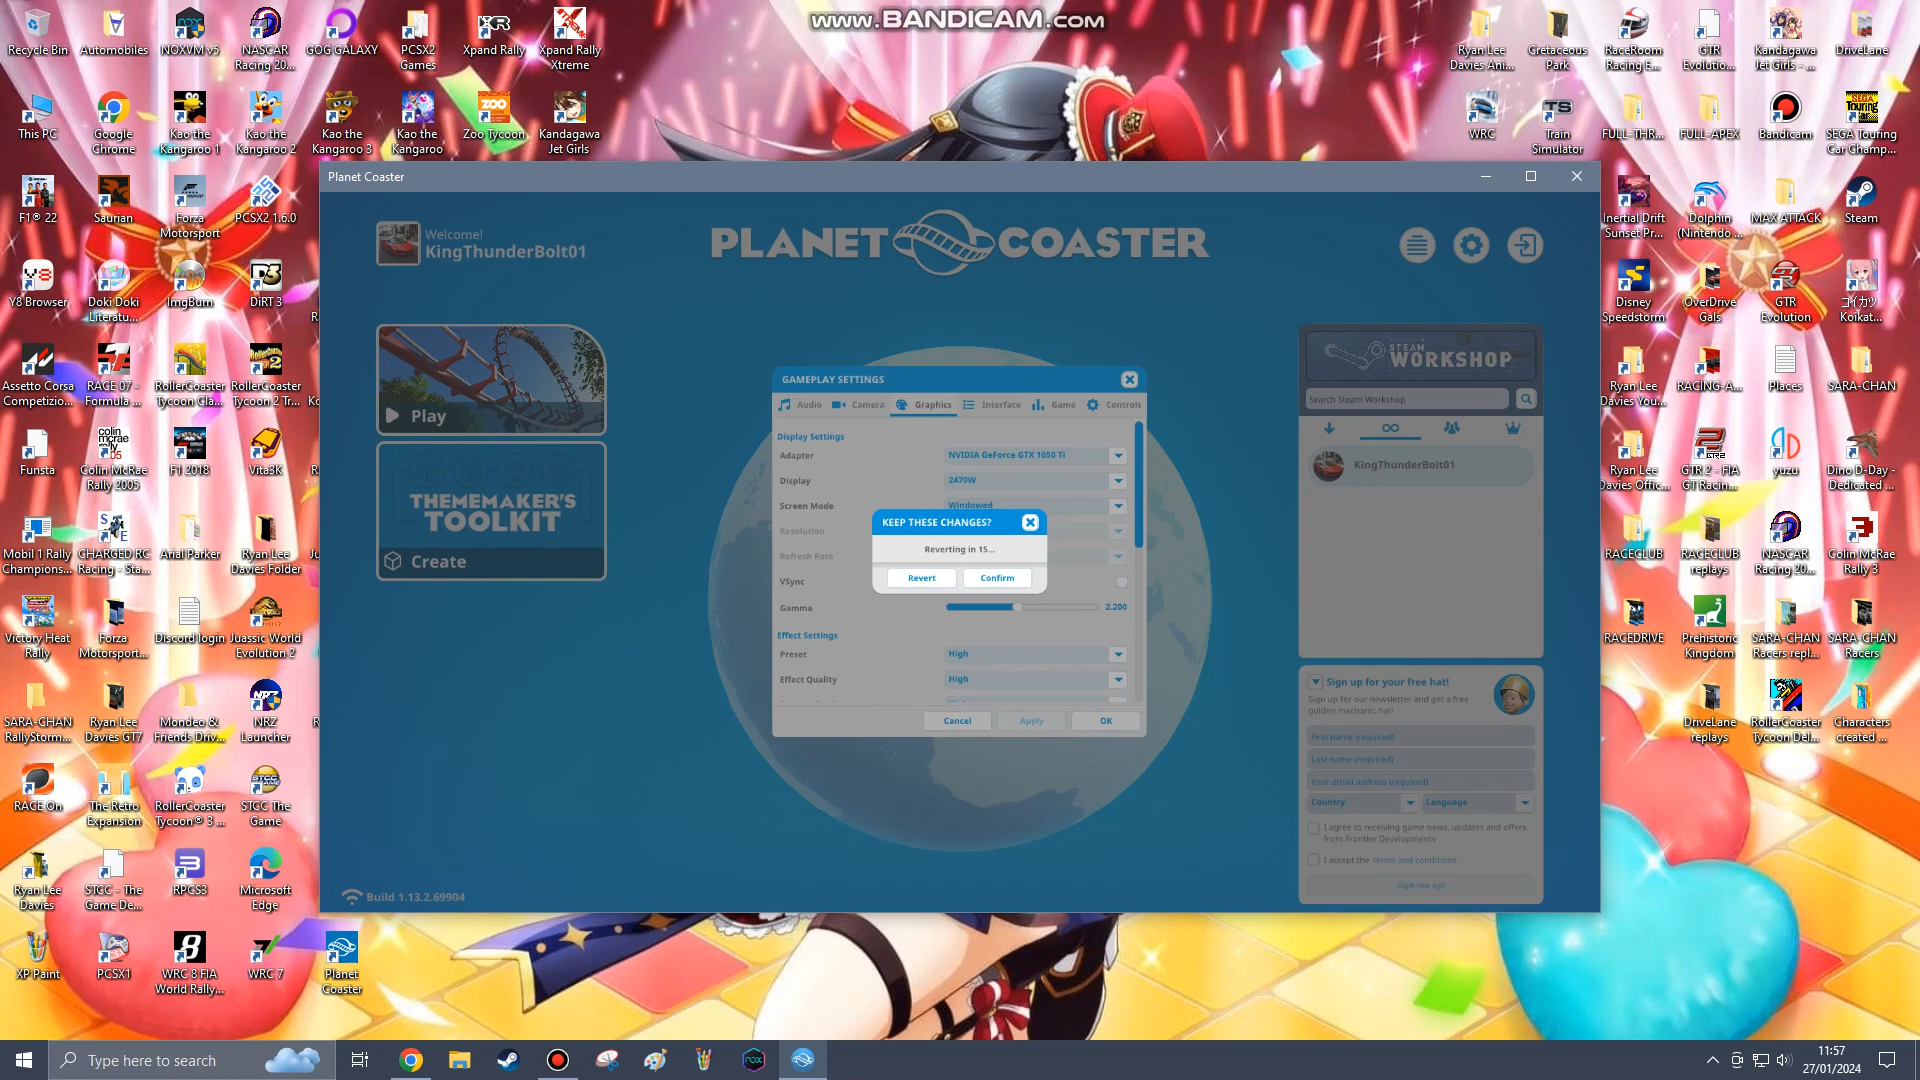 www.BANDICAM.com
Recycle Bin
Automobiles
NOXVM v5
NASCAR
Racing 20...
GOG GALAXY
PCSX2
Games
Xpand Rally
Xpand Rally
Xtreme
Ryan Lee
Davies Ani...
Cretaceous
Park
RaceRoom
Racing E...
GTR
Evolutio...
Kandagawa
Jet Girls - ...
DriveLane
This PC
Google
Chrome
Kao the
Kangaroo 1
Kao the
Kangaroo 2
Kao the
Kangaroo 3
Kao the
Kangaroo
ZOO
Zoo Tycoon
Kandagawa
Jet Girls
WRC
Train
Simulator
FULL-THR...
FULL-APEX
Bandicam
SEGA Touring
Car Champ...
F1® 22
Saurian
Forza
Motorsport
PCSX2 1.6.0
Inertial Drift
Sunset Pr...
Dolphin
(Nintendo ...
MAX ATTACK
Steam
Y8 Browser
Doki Doki
Literatu...
ImgBurn
DiRT 3
Disney
Speedstorm
OverDrive
Gals
GTR
Evolution
コイカツ
Koikat...
Assetto Corsa
Competizio...
RACE 07 -
Formula ...
RollerCoaster
Tycoon Cla...
RollerCoaster
Tycoon 2 Tr...
Ryan Lee
Davies You...
RACING-A...
Places
SARA-CHAN
Funsta
Colin McRae
Rally 2005
F1 2018
Vita3K
Ryan Lee
Davies Offic...
GTR 2 - FIA
GT Racin...
yuzu
Dino D-Day -
Dedicated ...
Mobil 1 Rally
Champions...
CHARGED RC
Racing - Sta...
Arial Parker
Ryan Lee
Davies Folder
RACECLUB
RACECLUB
replays
NASCAR
Racing 20...
Colin McRae
Rally 3
Victory Heat
Rally
Forza
Motorsport...
Discord login
Juassic World
Evolution 2
RACEDRIVE
Prehistoric
Kingdom
SARA-CHAN
Racers repl...
SARA-CHAN
Racers
SARA-CHAN
RallyStorm...
Ryan Lee
Davies GT7
Mondeo &
Friends Driv...
NRZ
Launcher
DriveLane
replays
RollerCoaster
Tycoon Del...
Characters
created ...
RACE On
The Retro
Expansion
RollerCoaster
Tycoon® 3 ...
STCC The
Game
Ryan Lee
Davies
STCC - The
Game De...
RPCS3
Microsoft
Edge
XP Paint
PCSX1
WRC 8 FIA
World Rally...
WRC 7
Planet
Coaster
Planet Coaster
Welcome!
KingThunderBolt01
PLANET COASTER
Play
THEMEMAKER'S
TOOLKIT
Create
GAMEPLAY SETTINGS
Audio
Camera
Graphics
Interface
Game
Controls
Display Settings
Adapter
NVIDIA GeForce GTX 1050 Ti
Display
2470W
Screen Mode
Windowed
Resolution
Refresh Rate
VSync
Gamma
2.200
Effect Settings
Preset
High
Effect Quality
High
Cancel
Apply
OK
KEEP THESE CHANGES?
Reverting in 15...
Revert
Confirm
STEAM
WORKSHOP
Search Steam Workshop
KingThunderBolt01
Sign up for your free hat!
Sign up for our newsletter and get a free
golden mechanic hat!
First name (required)
Last name (required)
Your email address (required)
Country
Language
I agree to receiving game news, updates and offers
from Frontier Developments
I accept the terms and conditions.
Sign me up!
Build 1.13.2.69904
Type here to search
11:57
27/01/2024